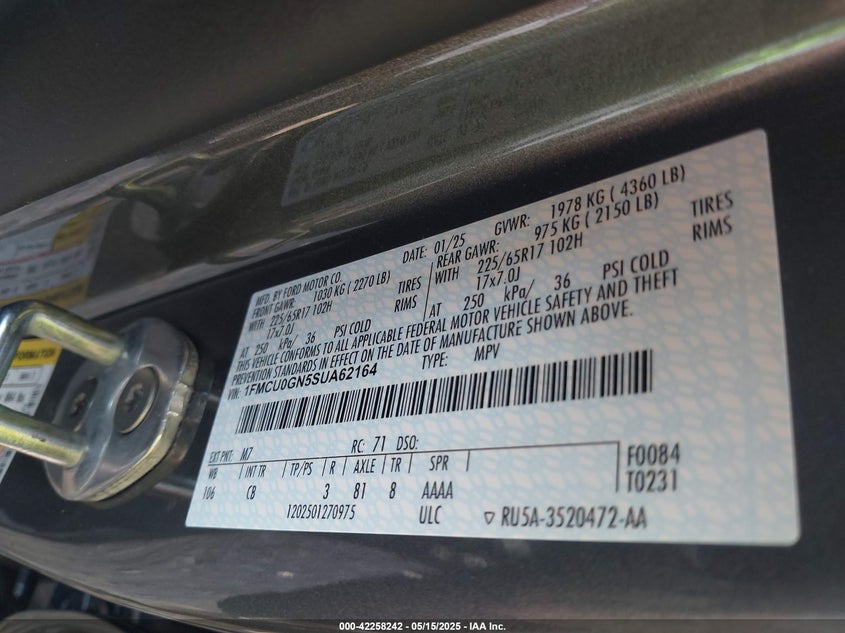 MFD. BY FORD MOTOR CO. DATE: 01/25 GVWR: 1978 KG ( 4360 LB)
FRONT GAWR: 1030 KG ( 2270 LB) REAR GAWR: 975 KG ( 2150 LB)
WITH 225/65R17 102H TIRES WITH 225/65R17 102H TIRES
17x7.0J RIMS 17x7.0J RIMS
AT 250 kPa/ 36 PSI COLD AT 250 kPa/ 36 PSI COLD
THIS VEHICLE CONFORMS TO ALL APPLICABLE FEDERAL MOTOR VEHICLE SAFETY AND THEFT
PREVENTION STANDARDS IN EFFECT ON THE DATE OF MANUFACTURE SHOWN ABOVE.
VIN: 1FMCU0GN5SUA62164 TYPE: MPV
EXT PNT: M7 RC: 71 DSO: F0084
WB INT TR TP/PS R AXLE TR SPR T0231
106 CB 3 81 8 AAAA
1202501270975 ULC RU5A-3520472-AA
000-42258242 - 05/15/2025 - IAA Inc.